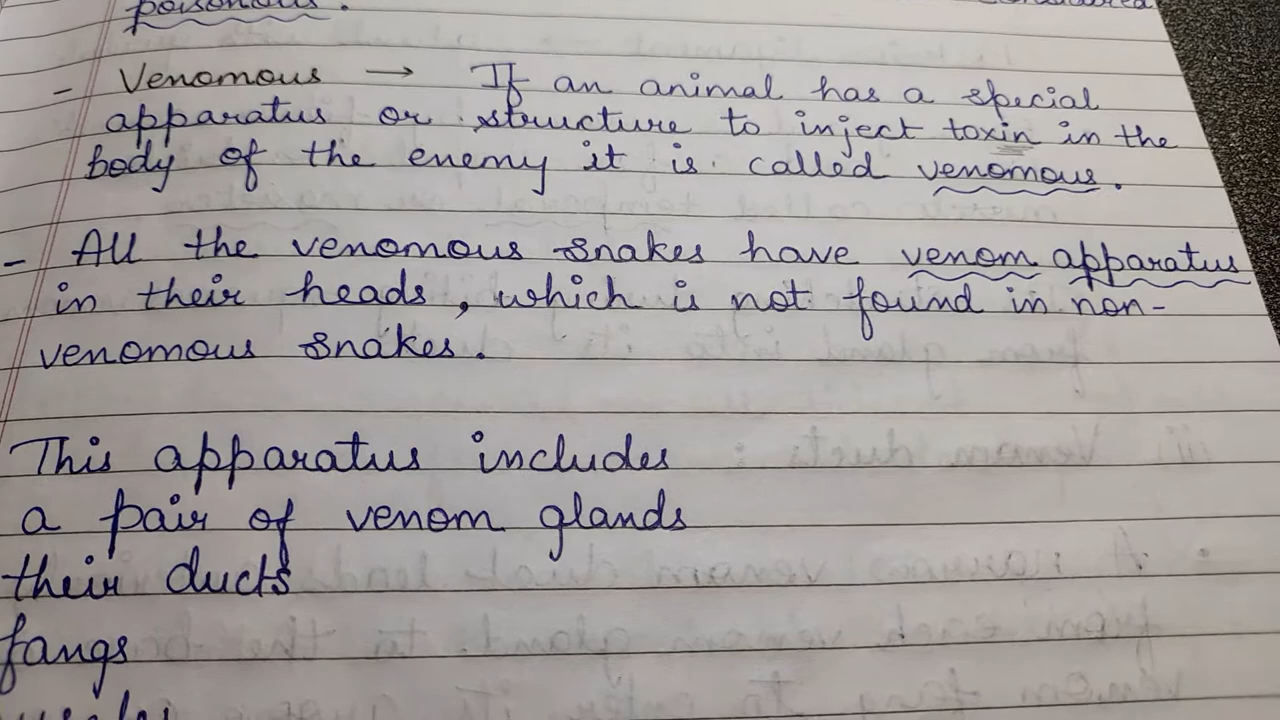 poisonous.
- Venomous → If an animal has a special
apparatus or structure to inject toxin in the
body of the enemy it is called venomous.
- All the venomous snakes have venom apparatus
in their heads, which is not found in non-
venomous snakes.
This apparatus includes
a pair of venom glands
their ducts
fangs